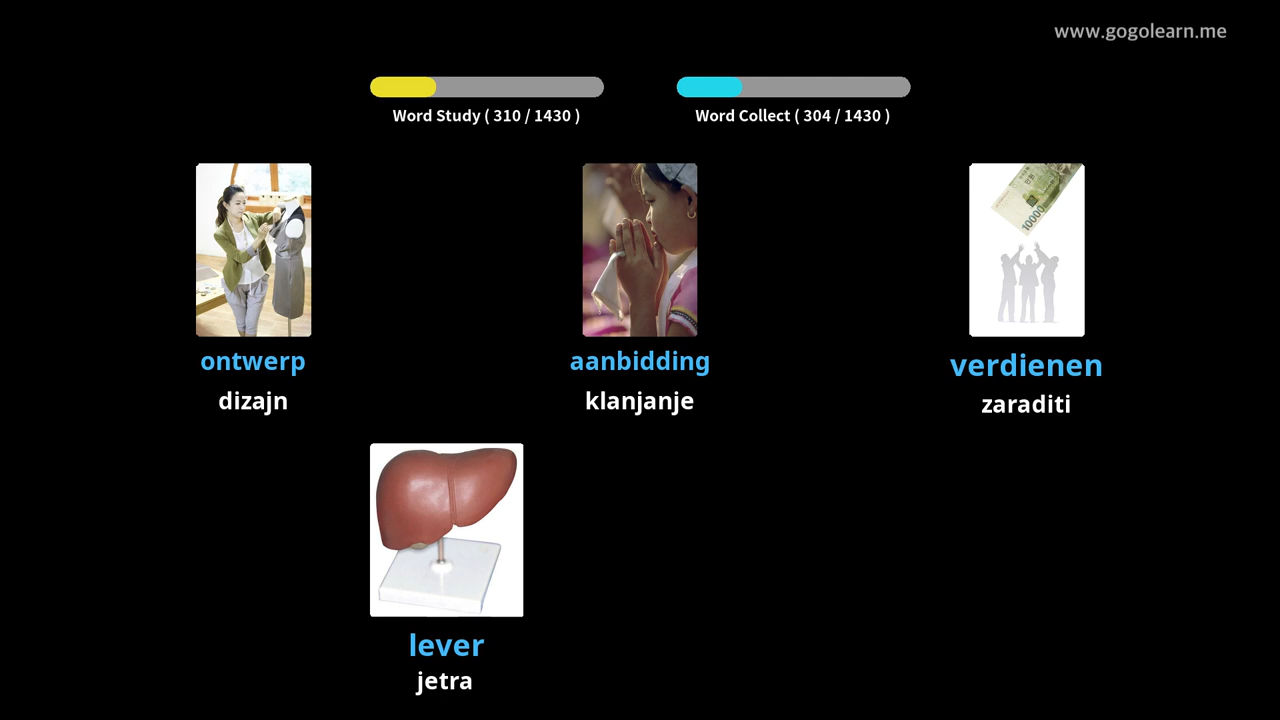 www.gogolearn.me
Word Study ( 310 / 1430 )
Word Collect ( 304 / 1430 )
10000
ontwerp
aanbidding
verdienen
dizajn
klanjanje
zaraditi
lever
jetra